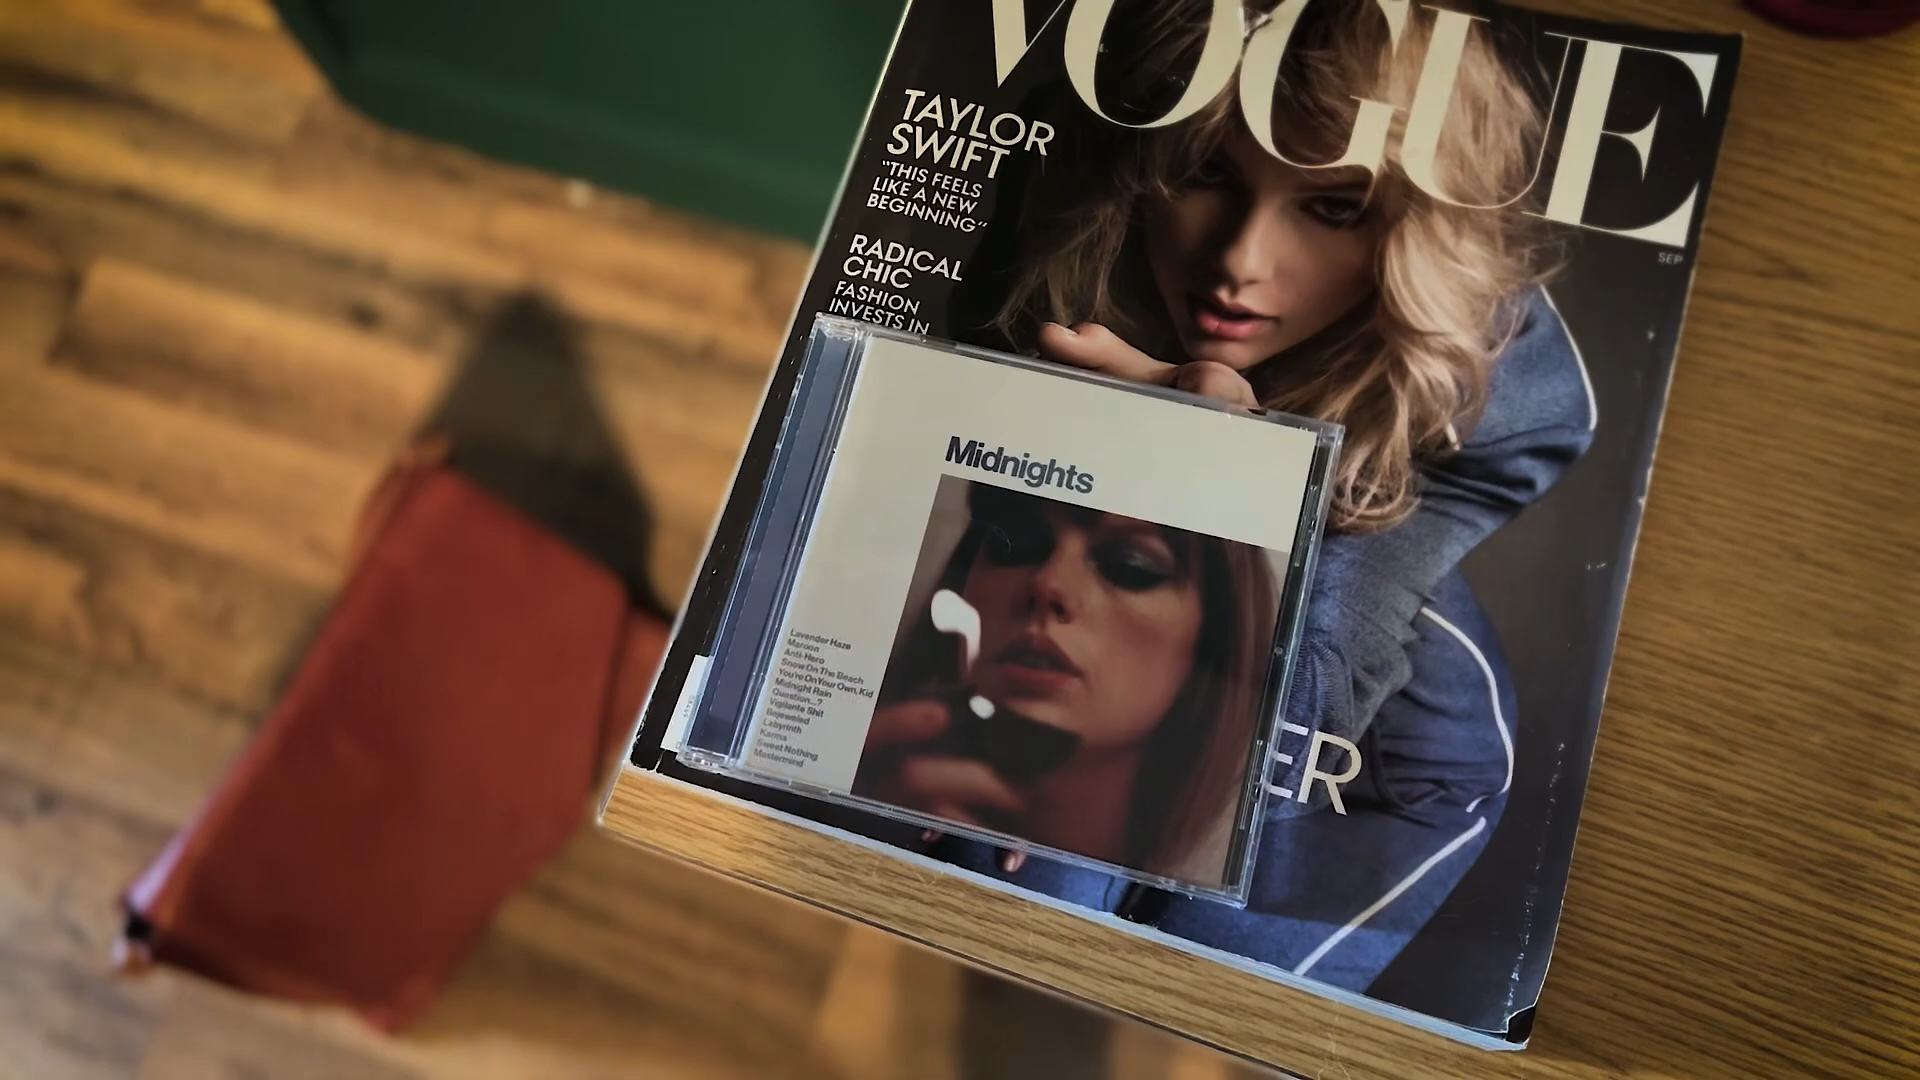 VOGUE
TAYLOR
SWIFT
"THIS FEELS
LIKE A NEW
BEGINNING"
SEP
RADICAL
CHIC
FASHION
INVESTS IN
Midnights
Lavender Haze
Maroon
Anti-Hero
Snow On The Beach
You're On Your Own, Kid
Midnight Rain
Question...?
Vigilante Shit
Bejeweled
Labyrinth
Karma
Sweet Nothing
Mastermind
ER